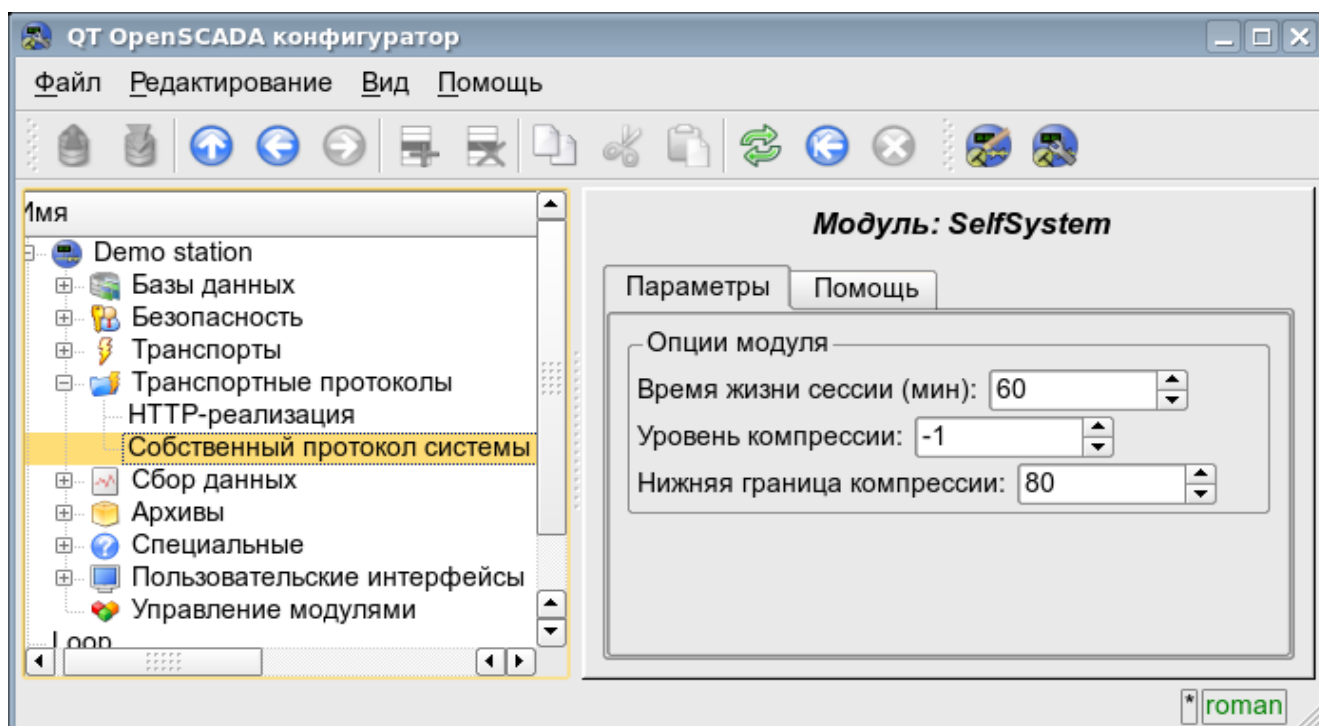 QT OpenSCADA конфигуратор
Файл Редактирование Вид Помощь
Имя
Demo station
Базы данных
Безопасность
Транспорты
Транспортные протоколы
HTTP-реализация
Собственный протокол системы
Сбор данных
Архивы
Специальные
Пользовательские интерфейсы
Управление модулями
Loop
Модуль: SelfSystem
Параметры Помощь
Опции модуля
Время жизни сессии (мин): 60
Уровень компрессии: -1
Нижняя граница компрессии: 80
* roman